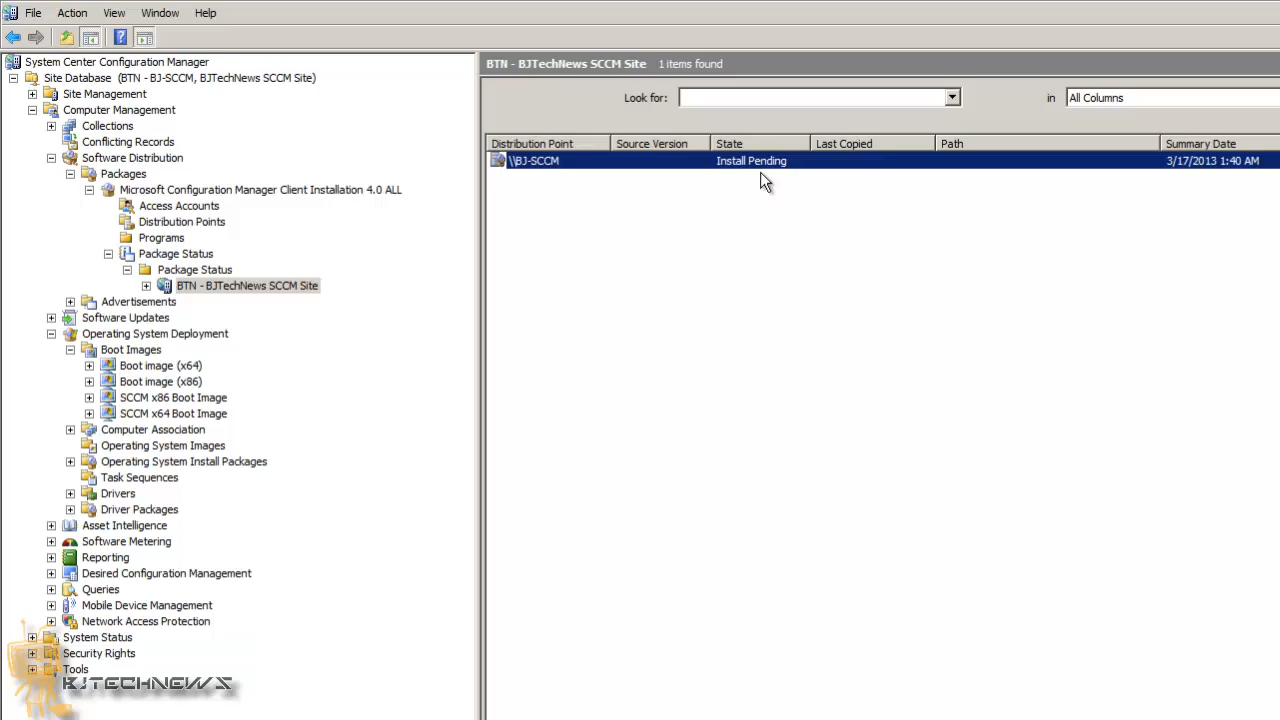 File Action View Window Help
System Center Configuration Manager
Site Database (BTN - BJ-SCCM, BJTechNews SCCM Site)
Site Management
Computer Management
Collections
Conflicting Records
Software Distribution
Packages
Microsoft Configuration Manager Client Installation 4.0 ALL
Access Accounts
Distribution Points
Programs
Package Status
Package Status
BTN - BJTechNews SCCM Site
Advertisements
Software Updates
Operating System Deployment
Boot Images
Boot image (x64)
Boot image (x86)
SCCM x86 Boot Image
SCCM x64 Boot Image
Computer Association
Operating System Images
Operating System Install Packages
Task Sequences
Drivers
Driver Packages
Asset Intelligence
Software Metering
Reporting
Desired Configuration Management
Queries
Mobile Device Management
Network Access Protection
System Status
Security Rights
Tools
BJTECHNEWS
BTN - BJTechNews SCCM Site 1 items found
Look for: in All Columns
Distribution Point Source Version State Last Copied Path Summary Date
\\BJ-SCCM Install Pending 3/17/2013 1:40 AM